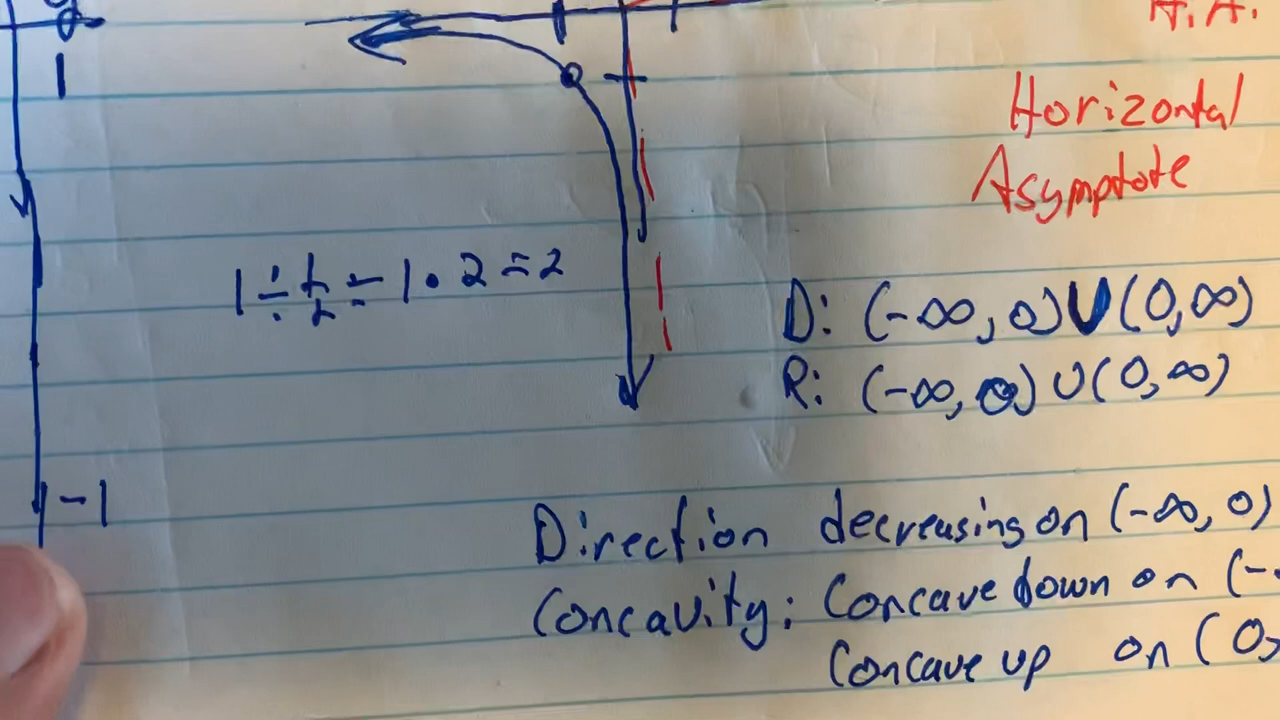 H.A.
1
Horizontal
Asymptote
1 ÷ 1/2 = 1 • 2 = 2
D: (-∞, 0) U (0, ∞)
R: (-∞, 0) U (0, ∞)
-1
Direction decreasing on (-∞, 0)
Concavity: Concave down on (-
Concave up on (0,